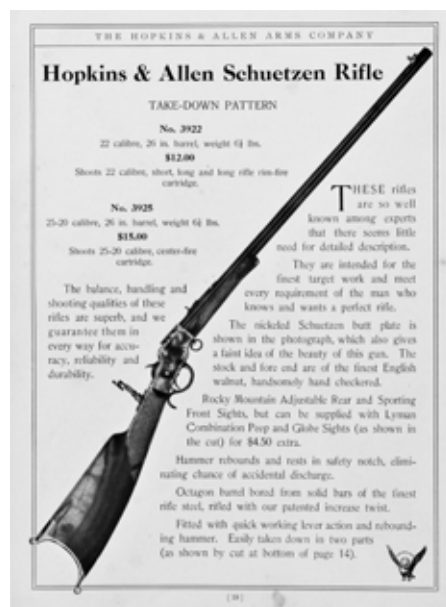 THE HOPKINS & ALLEN ARMS COMPANY
Hopkins & Allen Schuetzen Rifle
TAKE-DOWN PATTERN
No. 3922
22 calibre, 26 in. barrel, weight 6½ lbs.
$12.00
Shoots 22 calibre, short, long and long rifle rim-fire
cartridge.
No. 3925
25-20 calibre, 26 in. barrel, weight 6½ lbs.
$15.00
Shoots 25-20 calibre, center-fire
cartridge.
The balance, handling and
shooting qualities of these
rifles are superb, and we
guarantee them in
every way for accu-
racy, reliability and
durability.
THESE rifles
are so well
known among experts
that there seems little
need for detailed description.
They are intended for the
finest target work and meet
every requirement of the man who
knows and wants a perfect rifle.
The nickeled Schuetzen butt plate is
shown in the photograph, which also gives
a faint idea of the beauty of this gun. The
stock and fore end are of the finest English
walnut, handsomely hand checkered.
Rocky Mountain Adjustable Rear and Sporting
Front Sights, but can be supplied with Lyman
Combination Peep and Globe Sights (as shown in
the cut) for $4.50 extra.
Hammer rebounds and rests in safety notch, elimi-
nating chance of accidental discharge.
Octagon barrel bored from solid bars of the finest
rifle steel, rifled with our patented increase twist.
Fitted with quick working lever action and rebound-
ing hammer. Easily taken down in two parts
(as shown by cut at bottom of page 14).